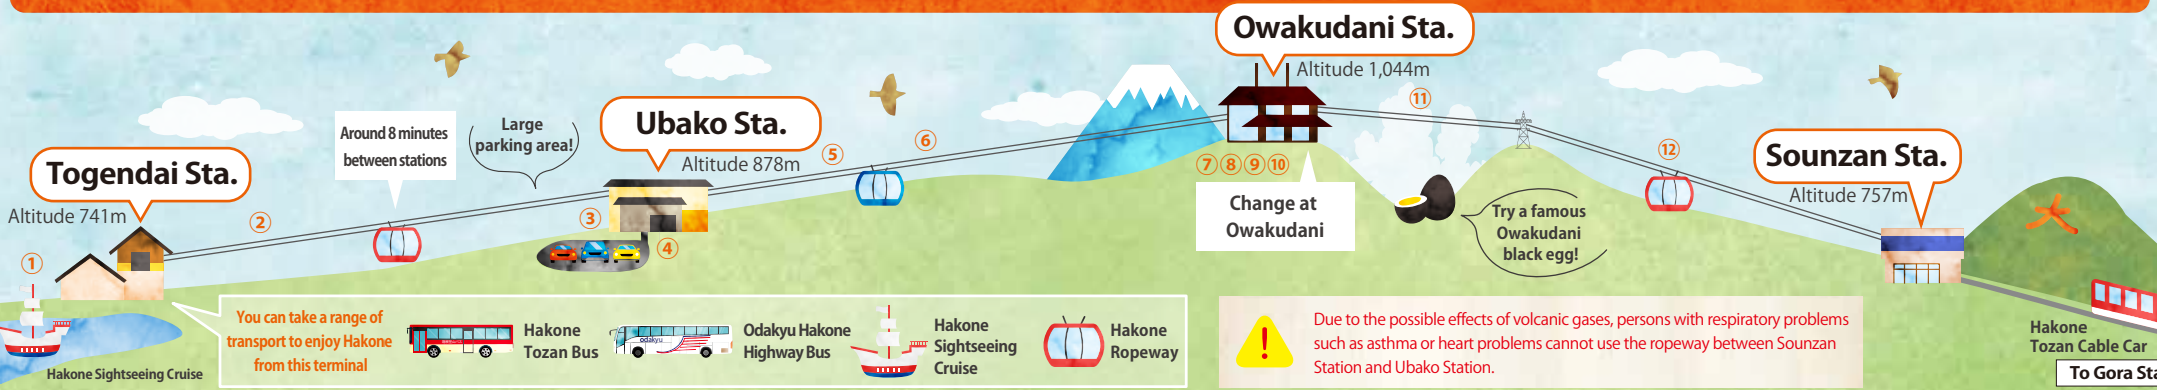 Togendai Sta.
Altitude 741m
①
②
Around 8 minutes
between stations
Large
parking area!
Ubako Sta.
Altitude 878m
③
④
⑤
⑥
Owakudani Sta.
Altitude 1,044m
⑦⑧⑨⑩
Change at
Owakudani
⑪
Try a famous
Owakudani
black egg!
⑫
Sounzan Sta.
Altitude 757m
大
Hakone Sightseeing Cruise
You can take a range of
transport to enjoy Hakone
from this terminal
Hakone
Tozan Bus
odakyu
Odakyu Hakone
Highway Bus
Hakone
Sightseeing
Cruise
Hakone
Ropeway
!
Due to the possible effects of volcanic gases, persons with respiratory problems
such as asthma or heart problems cannot use the ropeway between Sounzan
Station and Ubako Station.
Hakone
Tozan Cable Car
To Gora Sta